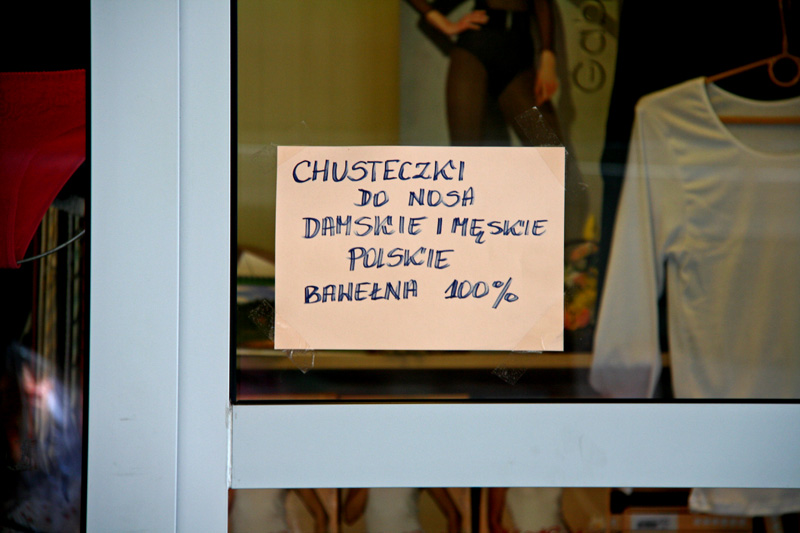 CHUSTECZKI
DO NOSA
DAMSKIE I MĘSKIE
POLSKIE
BAWEŁNA 100%